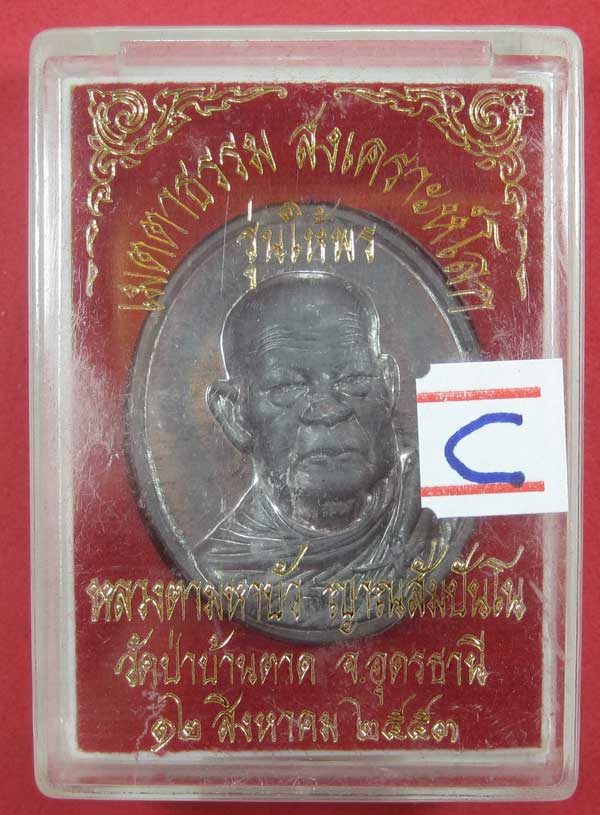 เมตตาธรรม สงเคราะห์โลก
รุ่นให้พร
C
หลวงตามหาบัว ญาณสัมปันโน
วัดป่าบ้านตาด จ.อุดรธานี
๑๒ สิงหาคม ๒๕๕๓